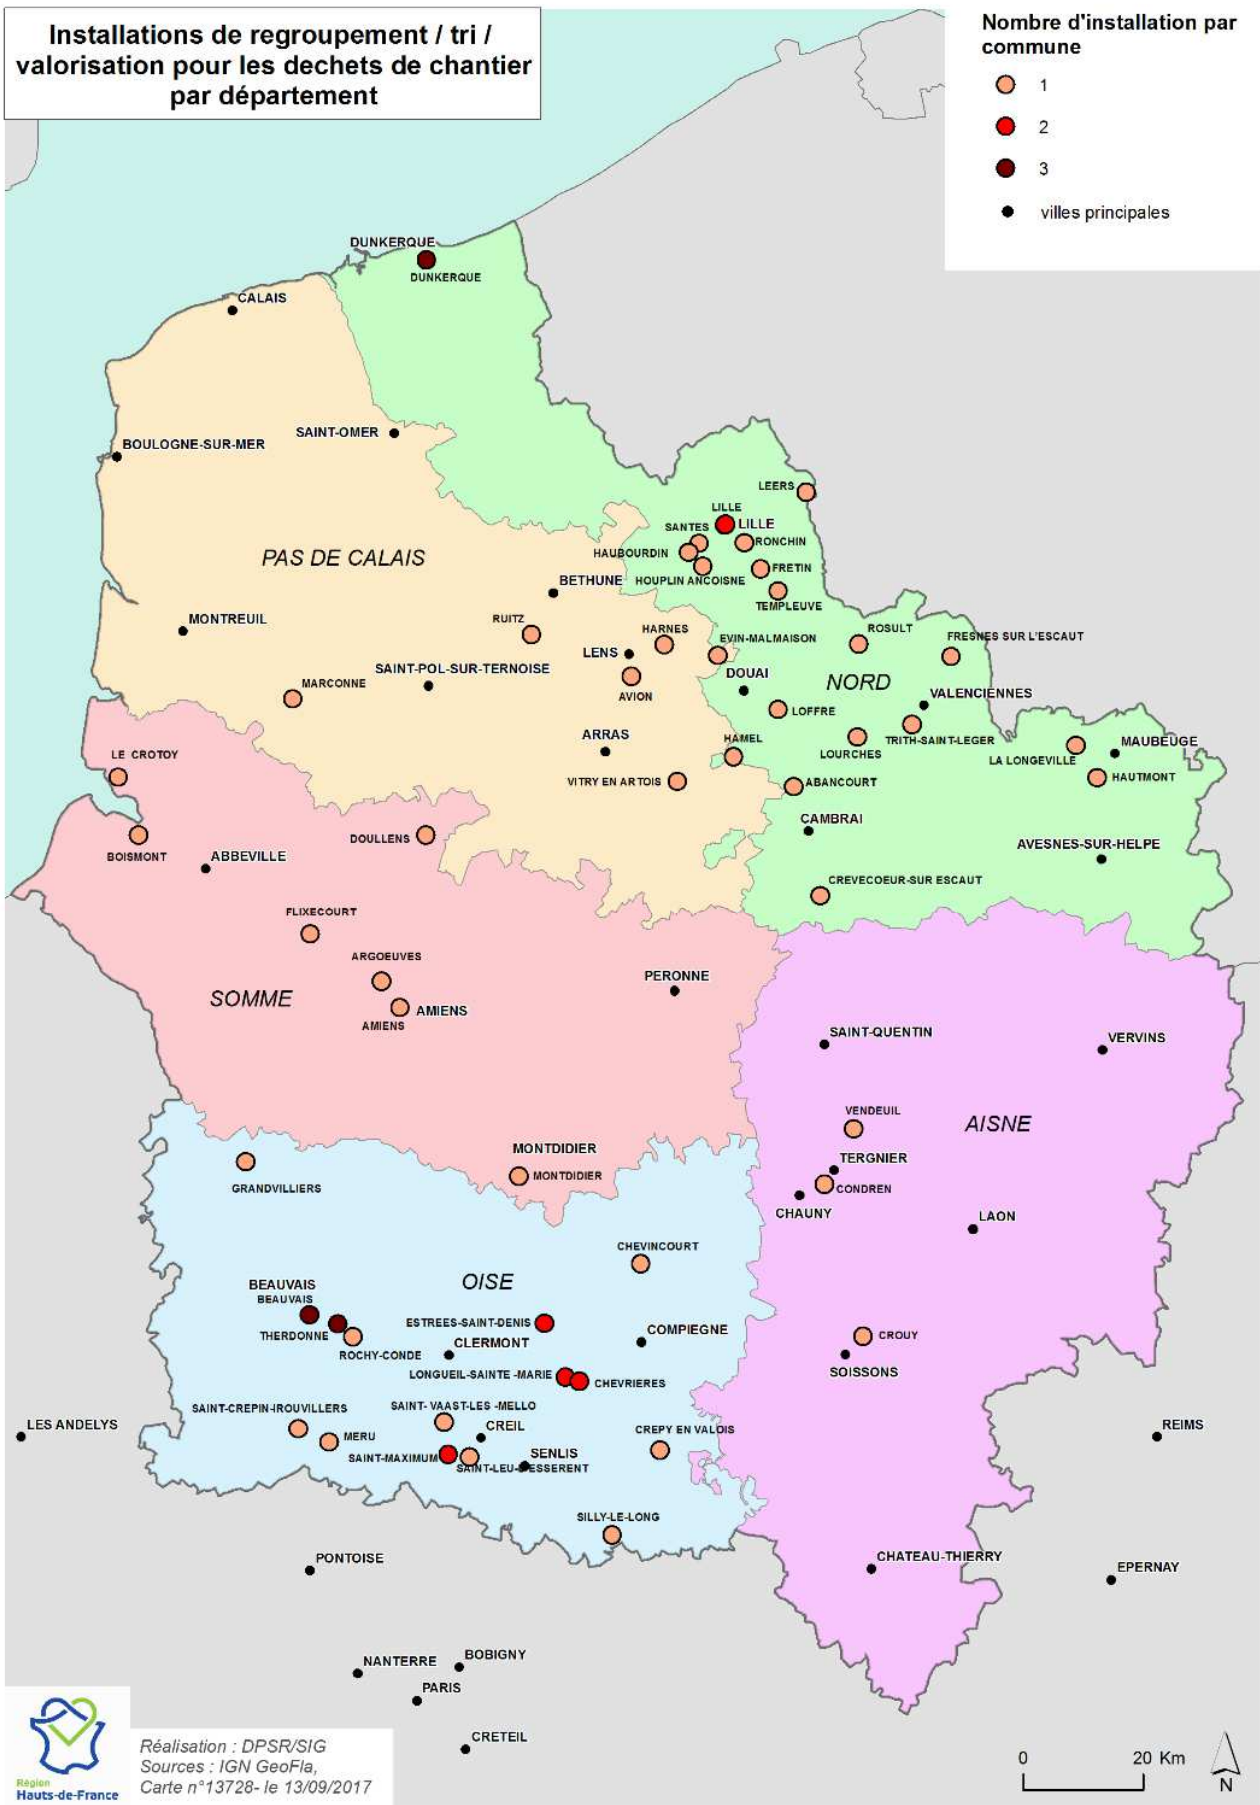 Installations de regroupement / tri /
valorisation pour les dechets de chantier
par département
Nombre d'installation par
commune
1
2
3
villes principales
DUNKERQUE
DUNKERQUE
CALAIS
SAINT-OMER
BOULOGNE-SUR-MER
LEERS
LILLE
LILLE
SANTES
RONCHIN
HAUBOURDIN
PAS DE CALAIS
FRETIN
HOUPLIN ANCOISNE
BETHUNE
TEMPLEUVE
MONTREUIL
RUITZ
HARNES
EVIN-MALMAISON
ROSULT
FRESNES SUR L'ESCAUT
LENS
SAINT-POL-SUR-TERNOISE
DOUAI
NORD
MARCONNE
AVION
VALENCIENNES
LOFFRE
ARRAS
HAMEL
LOURCHES
TRITH-SAINT-LEGER
MAUBEUGE
LE CROTOY
LA LONGEVILLE
VITRY EN ARTOIS
ABANCOURT
HAUTMONT
CAMBRAI
DOULLENS
AVESNES-SUR-HELPE
BOISMONT
ABBEVILLE
CREVECOEUR-SUR ESCAUT
FLIXECOURT
ARGOEUVES
PERONNE
SOMME
AMIENS
AMIENS
SAINT-QUENTIN
VERVINS
VENDEUIL
AISNE
MONTDIDIER
TERGNIER
MONTDIDIER
GRANDVILLIERS
CONDREN
CHAUNY
LAON
CHEVINCOURT
OISE
BEAUVAIS
BEAUVAIS
ESTREES-SAINT-DENIS
COMPIEGNE
THERDONNE
CROUY
CLERMONT
ROCHY-CONDE
SOISSONS
LONGUEIL-SAINTE -MARIE
CHEVRIERES
SAINT-CREPIN-IROUVILLERS
SAINT- VAAST-LES -MELLO
LES ANDELYS
CREIL
CREPY EN VALOIS
REIMS
MERU
SAINT-MAXIMUM
SENLIS
SAINT-LEU-D'ESSERENT
SILLY-LE-LONG
PONTOISE
CHATEAU-THIERRY
EPERNAY
NANTERRE
BOBIGNY
PARIS
CRETEIL
Réalisation : DPSR/SIG
Sources : IGN GeoFla,
Carte n°13728- le 13/09/2017
Région
Hauts-de-France
0 20 Km
N